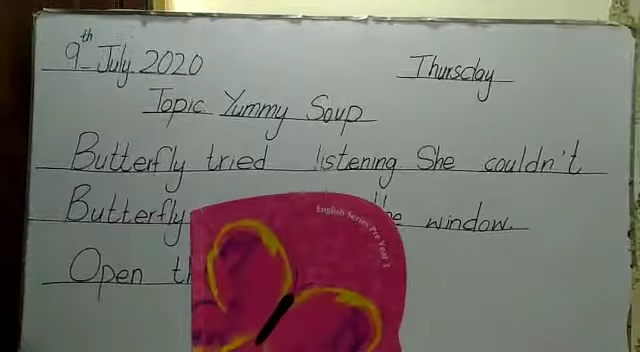 9th July 2020 Thursday
Topic Yummy Soup
Butterfly tried listening She couldn't
Butterfly the window.
Open th
English Series Pre Year 1